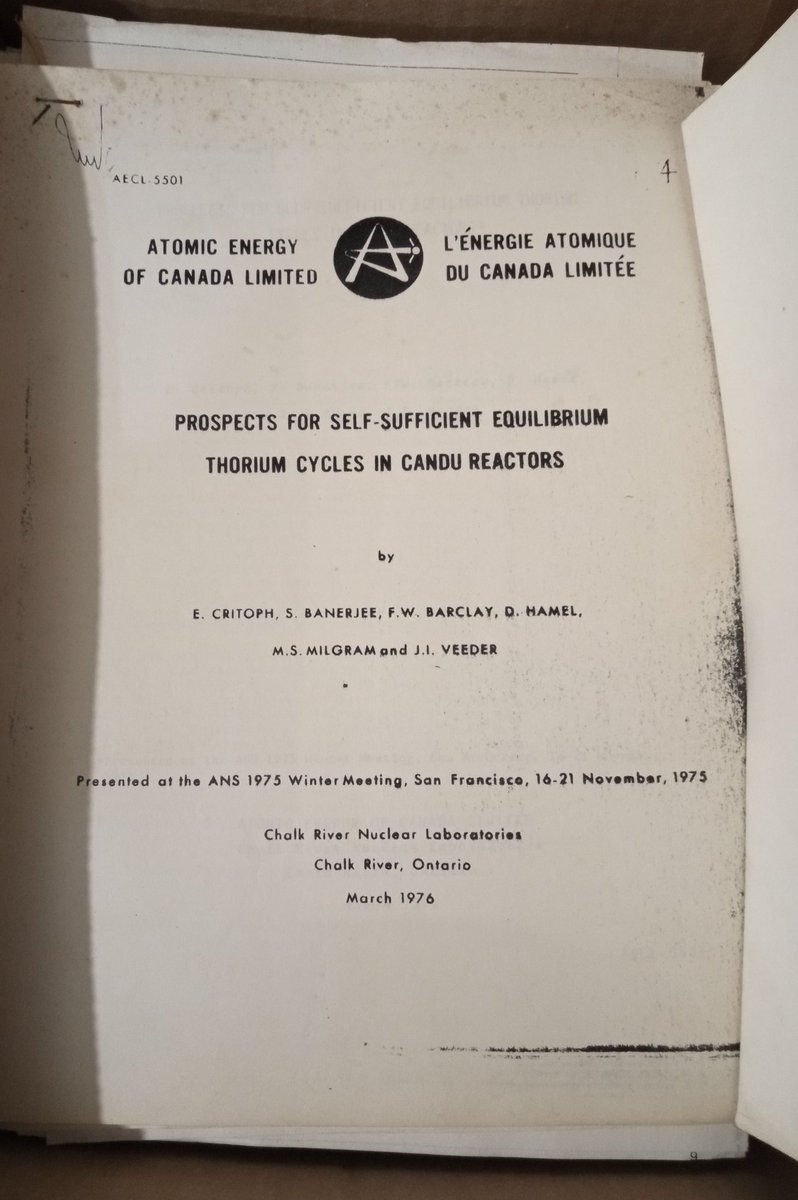 AECL-5501
4
ATOMIC ENERGY
OF CANADA LIMITED
L'ÉNERGIE ATOMIQUE
DU CANADA LIMITÉE
PROSPECTS FOR SELF-SUFFICIENT EQUILIBRIUM
THORIUM CYCLES IN CANDU REACTORS
by
E. CRITOPH, S. BANERJEE, F.W. BARCLAY, D. HAMEL,
M.S. MILGRAM and J.I. VEEDER
Presented at the ANS 1975 Winter Meeting, San Francisco, 16-21 November, 1975
Chalk River Nuclear Laboratories
Chalk River, Ontario
March 1976
9